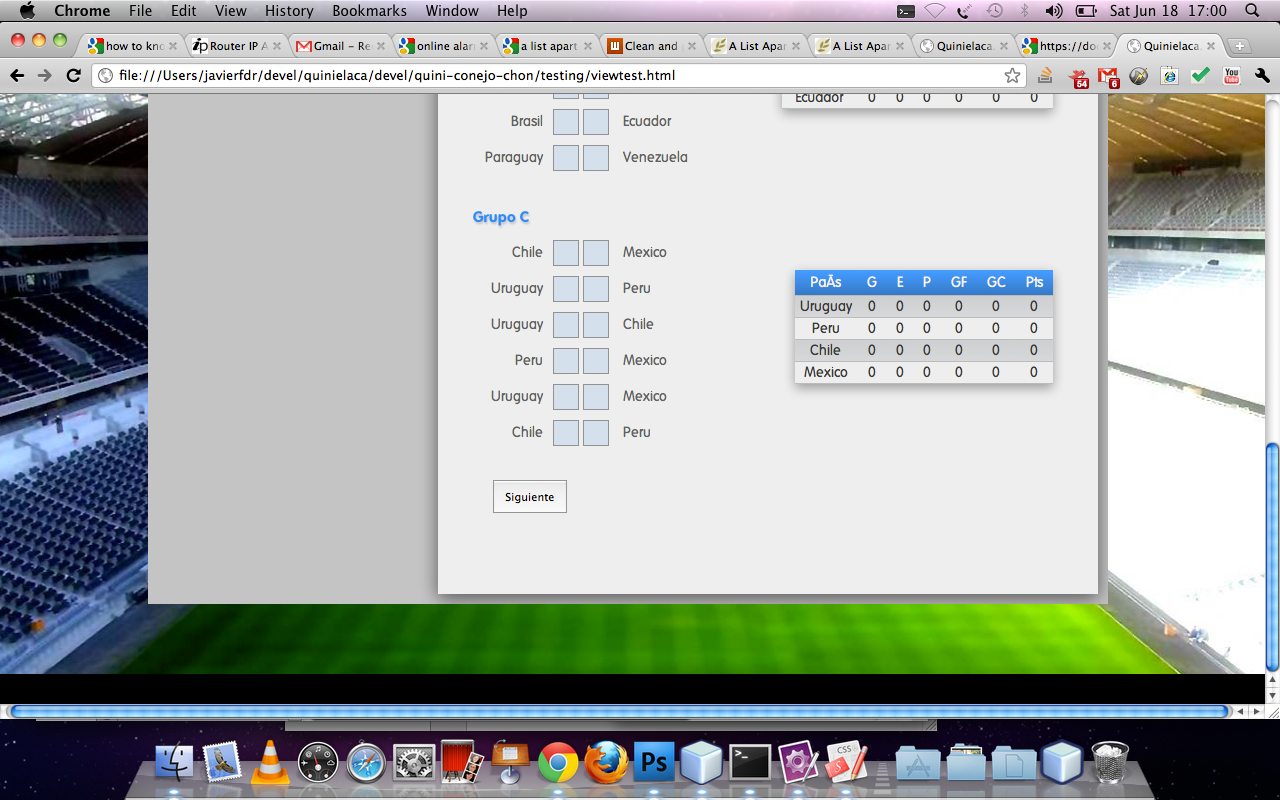 Chrome File Edit View History Bookmarks Window Help Sat Jun 18 17:00
how to kno Router IP A Gmail – Re online alar a list apart Clean and A List Apar A List Apar Quinielaca. https://do Quinielaca.
file:///Users/javierfdr/devel/quinielaca/devel/quini-conejo-chon/testing/viewtest.html
54 6 You Tube
Ecuador 0 0 0 0 0 0
Brasil Ecuador
Paraguay Venezuela
Grupo C
Chile Mexico
Uruguay Peru
Uruguay Chile
Peru Mexico
Uruguay Mexico
Chile Peru
PaÃs G E P GF GC Pts
Uruguay 0 0 0 0 0 0
Peru 0 0 0 0 0 0
Chile 0 0 0 0 0 0
Mexico 0 0 0 0 0 0
Siguiente
Ps
CSS